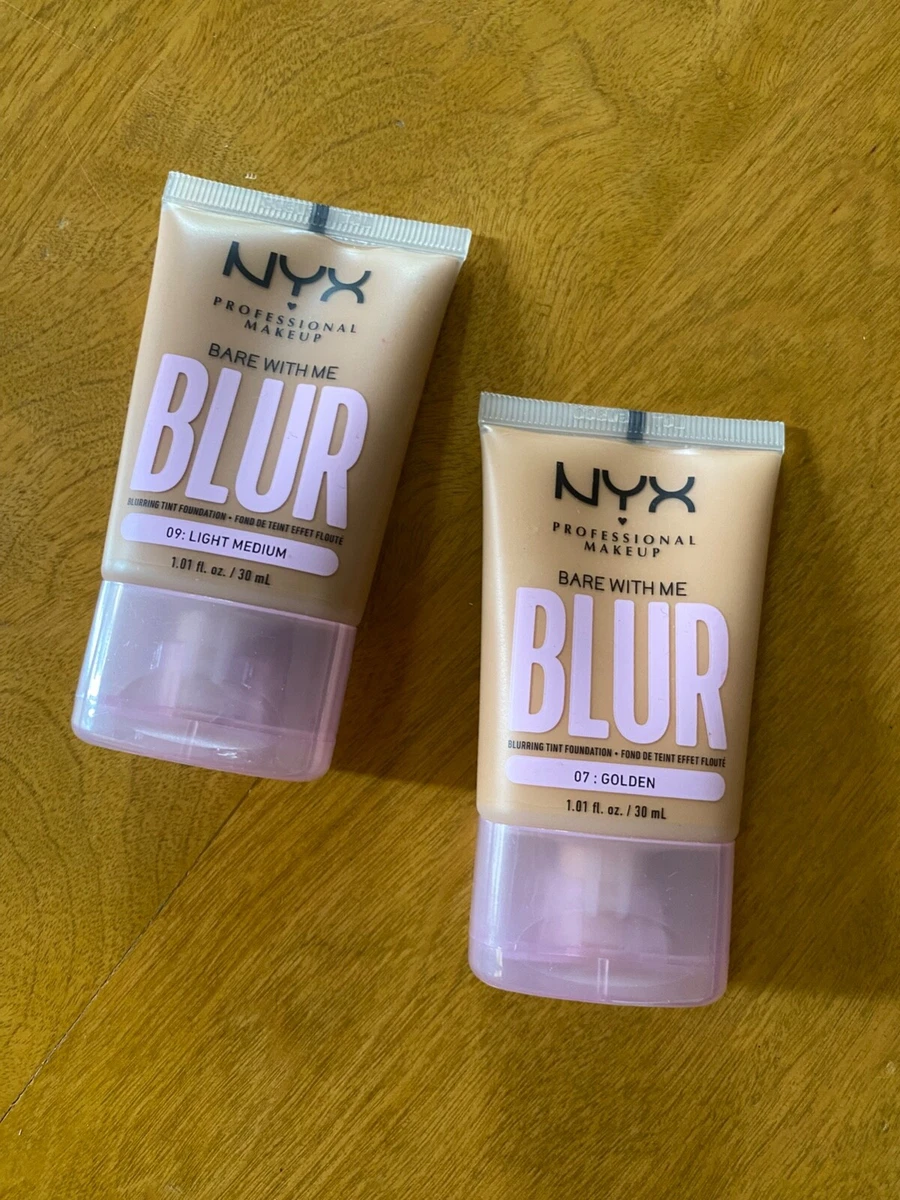 NYX
PROFESSIONAL
MAKEUP
BARE WITH ME
BLUR
BLURRING TINT FOUNDATION • FOND DE TEINT EFFET FLOUTÉ
09: LIGHT MEDIUM
1.01 fl. oz. / 30 mL
NYX
PROFESSIONAL
MAKEUP
BARE WITH ME
BLUR
BLURRING TINT FOUNDATION • FOND DE TEINT EFFET FLOUTÉ
07 : GOLDEN
1.01 fl. oz. / 30 mL